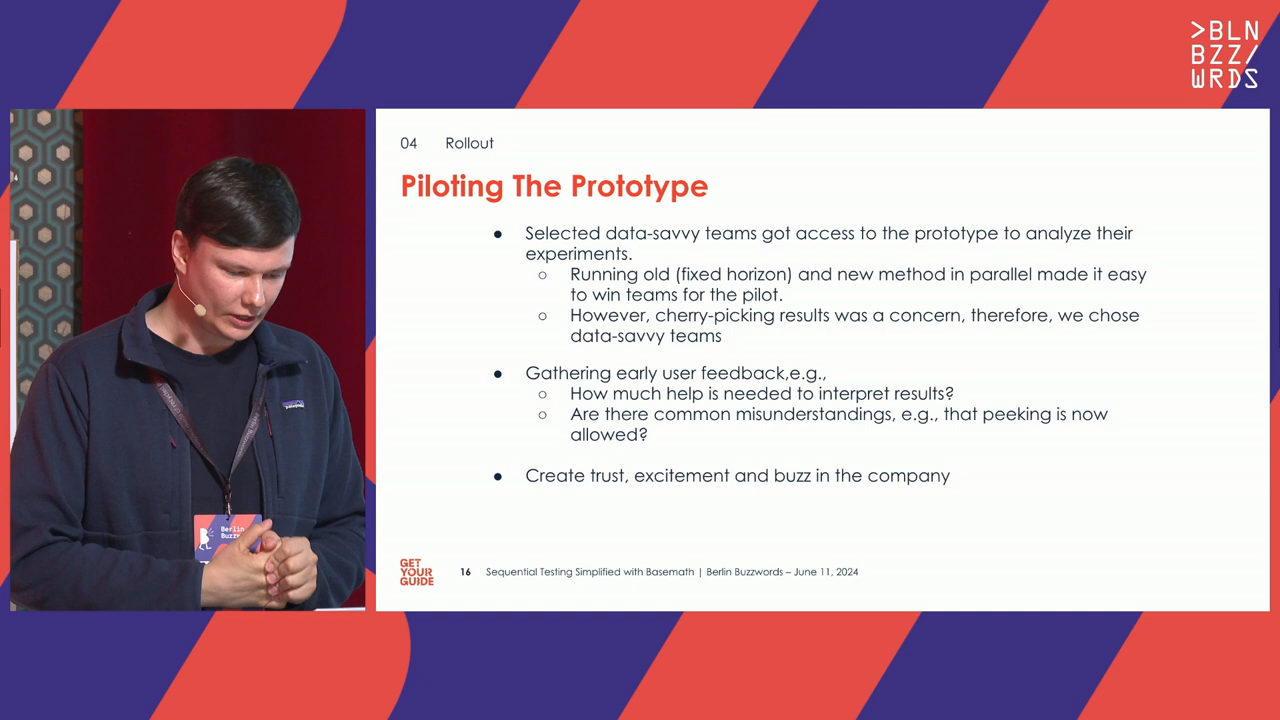 >BLN
BZZ/
WRDS
04 Rollout
Piloting The Prototype
● Selected data-savvy teams got access to the prototype to analyze their
experiments.
○ Running old (fixed horizon) and new method in parallel made it easy
to win teams for the pilot.
○ However, cherry-picking results was a concern, therefore, we chose
data-savvy teams
● Gathering early user feedback,e.g.,
○ How much help is needed to interpret results?
○ Are there common misunderstandings, e.g., that peeking is now
allowed?
● Create trust, excitement and buzz in the company
GET
YOUR
GUIDE
16 Sequential Testing Simplified with Basemath | Berlin Buzzwords – June 11, 2024
Berlin